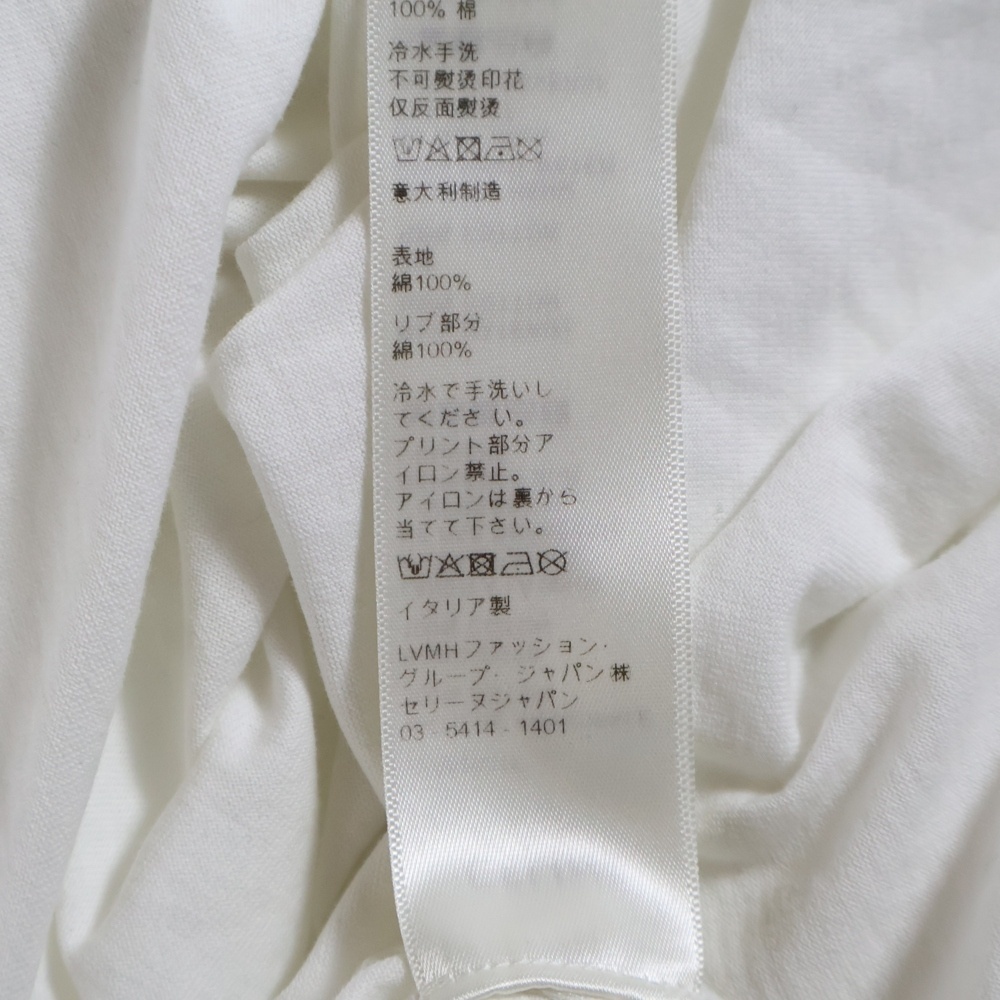 100% 棉
冷水手洗
不可熨烫印花
仅反面熨烫
意大利制造
表地
綿100%
リブ部分
綿100%
冷水で手洗いし
てくださ い。
プリント部分ア
イロン禁止。
アイロンは裏から
当てて下さい。
イタリア製
LVMHファッション・
グループ・ ジャパン株
セリーヌジャパン
03 5414 - 1401